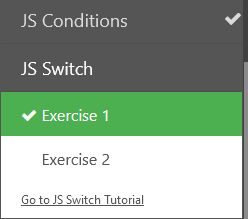 JS Conditions
JS Switch
Exercise 1
Exercise 2
Go to JS Switch Tutorial